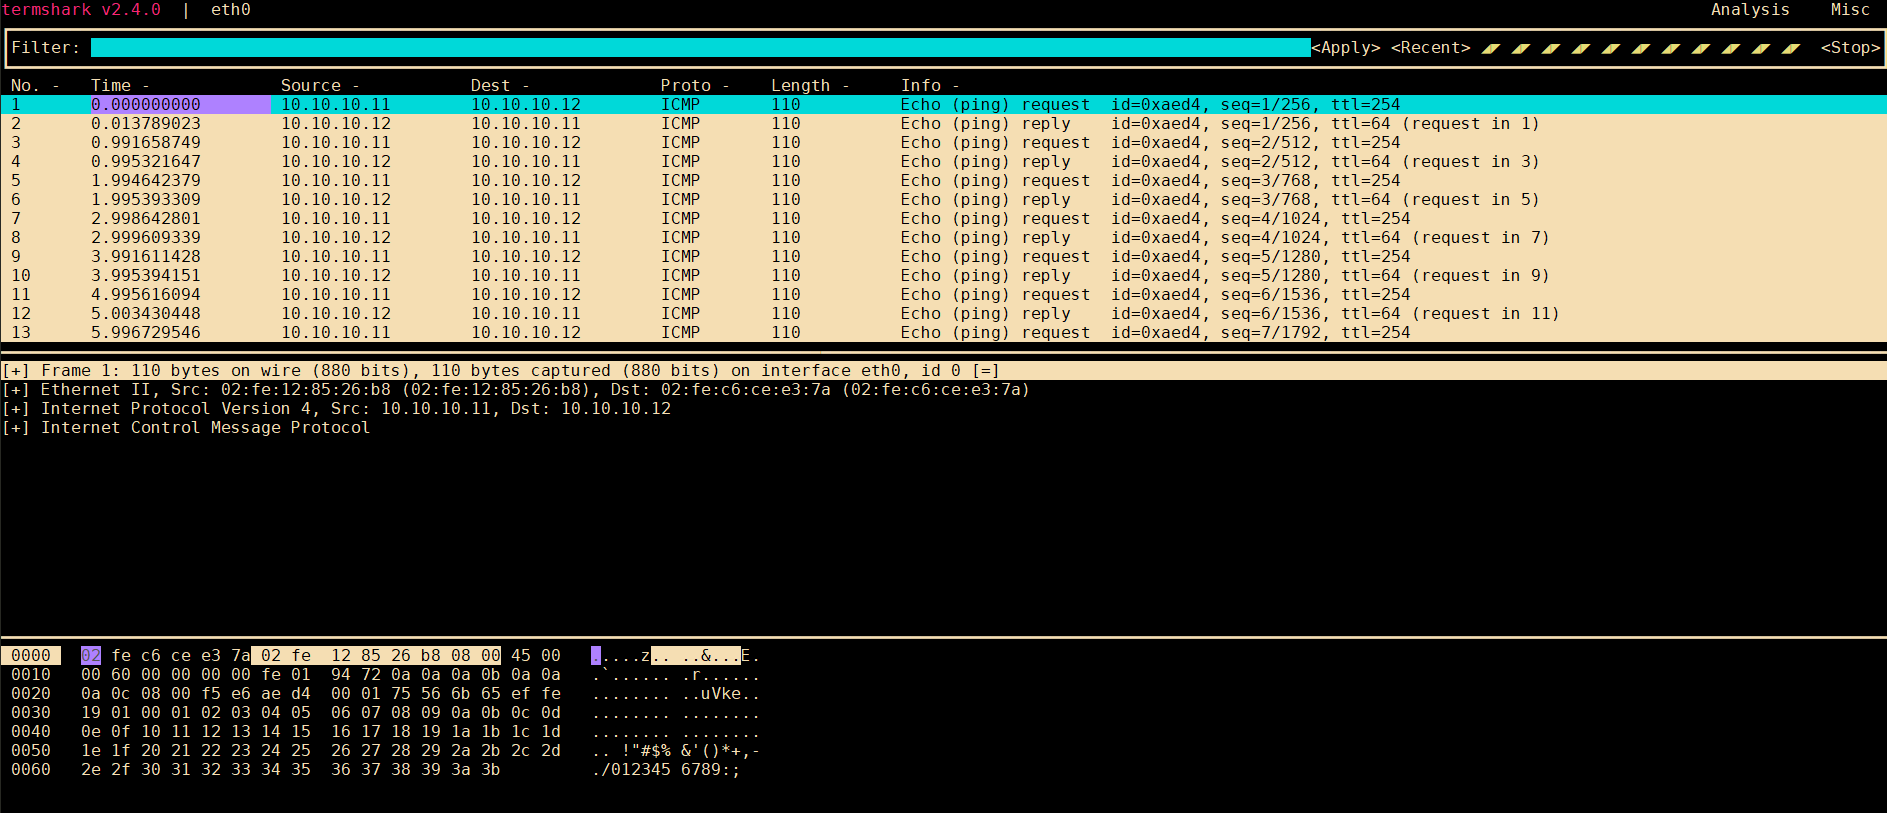 termshark v2.4.0 | eth0 Analysis Misc
Filter: <Apply> <Recent> <Stop>
No. - Time - Source - Dest - Proto - Length - Info -
1 0.000000000 10.10.10.11 10.10.10.12 ICMP 110 Echo (ping) request id=0xaed4, seq=1/256, ttl=254
2 0.013789023 10.10.10.12 10.10.10.11 ICMP 110 Echo (ping) reply id=0xaed4, seq=1/256, ttl=64 (request in 1)
3 0.991658749 10.10.10.11 10.10.10.12 ICMP 110 Echo (ping) request id=0xaed4, seq=2/512, ttl=254
4 0.995321647 10.10.10.12 10.10.10.11 ICMP 110 Echo (ping) reply id=0xaed4, seq=2/512, ttl=64 (request in 3)
5 1.994642379 10.10.10.11 10.10.10.12 ICMP 110 Echo (ping) request id=0xaed4, seq=3/768, ttl=254
6 1.995393309 10.10.10.12 10.10.10.11 ICMP 110 Echo (ping) reply id=0xaed4, seq=3/768, ttl=64 (request in 5)
7 2.998642801 10.10.10.11 10.10.10.12 ICMP 110 Echo (ping) request id=0xaed4, seq=4/1024, ttl=254
8 2.999609339 10.10.10.12 10.10.10.11 ICMP 110 Echo (ping) reply id=0xaed4, seq=4/1024, ttl=64 (request in 7)
9 3.991611428 10.10.10.11 10.10.10.12 ICMP 110 Echo (ping) request id=0xaed4, seq=5/1280, ttl=254
10 3.995394151 10.10.10.12 10.10.10.11 ICMP 110 Echo (ping) reply id=0xaed4, seq=5/1280, ttl=64 (request in 9)
11 4.995616094 10.10.10.11 10.10.10.12 ICMP 110 Echo (ping) request id=0xaed4, seq=6/1536, ttl=254
12 5.003430448 10.10.10.12 10.10.10.11 ICMP 110 Echo (ping) reply id=0xaed4, seq=6/1536, ttl=64 (request in 11)
13 5.996729546 10.10.10.11 10.10.10.12 ICMP 110 Echo (ping) request id=0xaed4, seq=7/1792, ttl=254
[+] Frame 1: 110 bytes on wire (880 bits), 110 bytes captured (880 bits) on interface eth0, id 0 [=]
[+] Ethernet II, Src: 02:fe:12:85:26:b8 (02:fe:12:85:26:b8), Dst: 02:fe:c6:ce:e3:7a (02:fe:c6:ce:e3:7a)
[+] Internet Protocol Version 4, Src: 10.10.10.11, Dst: 10.10.10.12
[+] Internet Control Message Protocol
0000 02 fe c6 ce e3 7a 02 fe 12 85 26 b8 08 00 45 00 .....z.. ..&...E.
0010 00 60 00 00 00 00 fe 01 94 72 0a 0a 0a 0b 0a 0a .`...... .r......
0020 0a 0c 08 00 f5 e6 ae d4 00 01 75 56 6b 65 ef fe ........ ..uVke..
0030 19 01 00 01 02 03 04 05 06 07 08 09 0a 0b 0c 0d ........ ........
0040 0e 0f 10 11 12 13 14 15 16 17 18 19 1a 1b 1c 1d ........ ........
0050 1e 1f 20 21 22 23 24 25 26 27 28 29 2a 2b 2c 2d .. !"#$% &'()*+,-
0060 2e 2f 30 31 32 33 34 35 36 37 38 39 3a 3b ./012345 6789:;